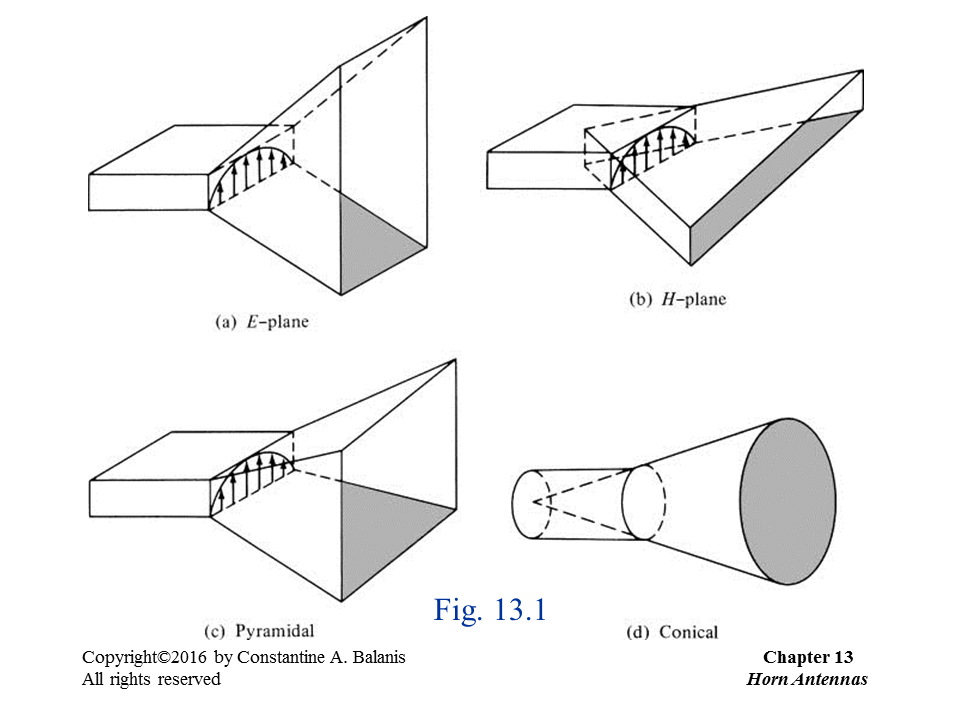 (a) E-plane
(b) H-plane
(c) Pyramidal
Fig. 13.1
(d) Conical
Copyright©2016 by Constantine A. Balanis
All rights reserved
Chapter 13
Horn Antennas